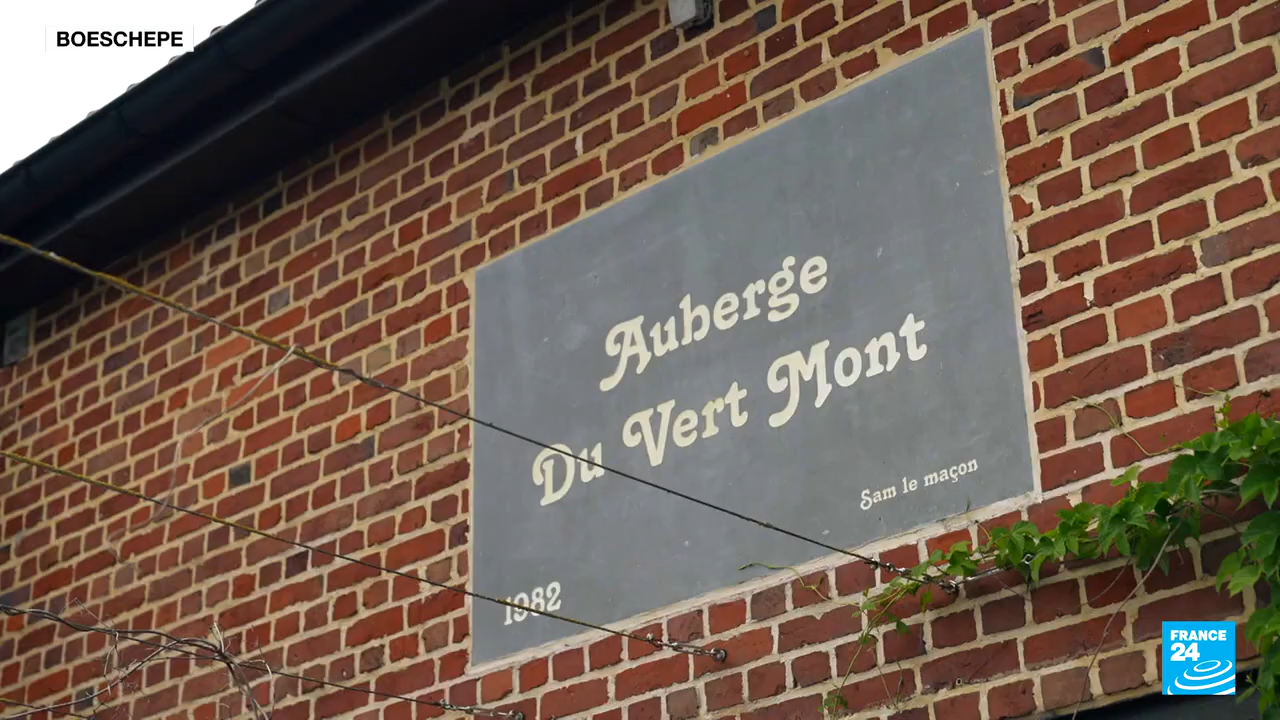 BOESCHEPE
Auberge
Du Vert Mont
Sam le maçon
1982
FRANCE
24